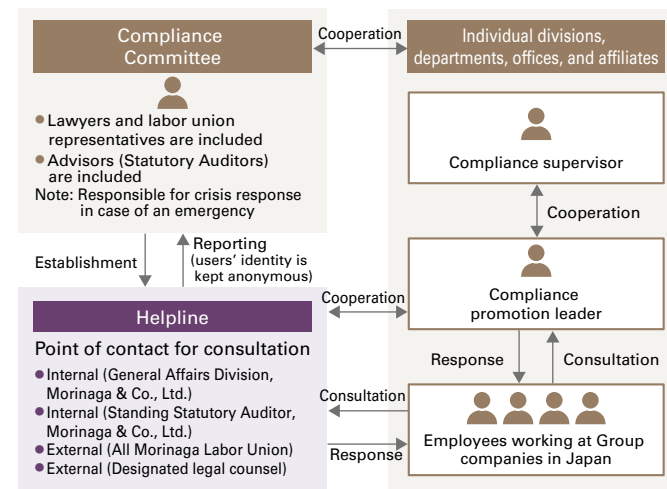 Compliance
Committee
Cooperation
Individual divisions,
departments, offices, and affiliates
● Lawyers and labor union
representatives are included
● Advisors (Statutory Auditors)
are included
Note: Responsible for crisis response
in case of an emergency
Compliance supervisor
Cooperation
Establishment
Reporting
(users’ identity is
kept anonymous)
Cooperation
Compliance
promotion leader
Helpline
Point of contact for consultation
● Internal (General Affairs Division,
Morinaga & Co., Ltd.)
● Internal (Standing Statutory Auditor,
Morinaga & Co., Ltd.)
● External (All Morinaga Labor Union)
● External (Designated legal counsel)
Response
Consultation
Consultation
Response
Employees working at Group
companies in Japan